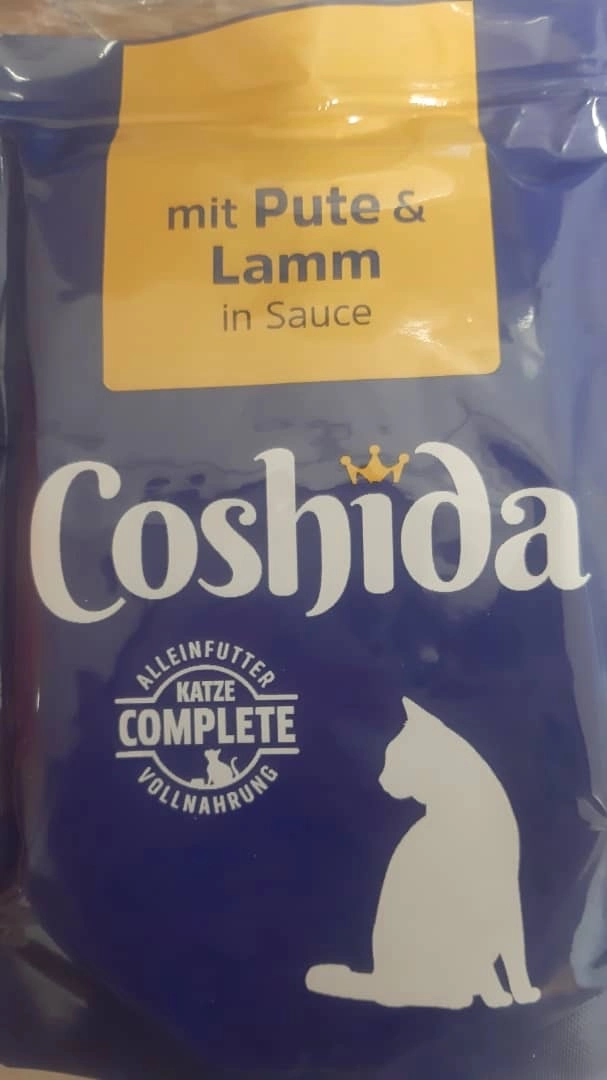 mit Pute &
Lamm
in Sauce
Coshida
ALLEINFUTTER
KATZE
COMPLETE
VOLLNAHRUNG